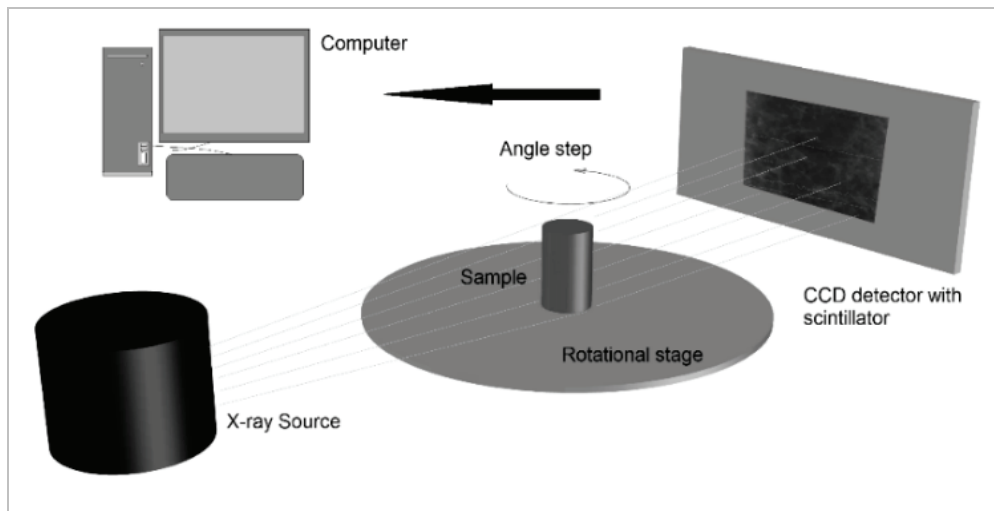 Computer
Angle step
Sample
CCD detector with
scintillator
Rotational stage
X-ray Source